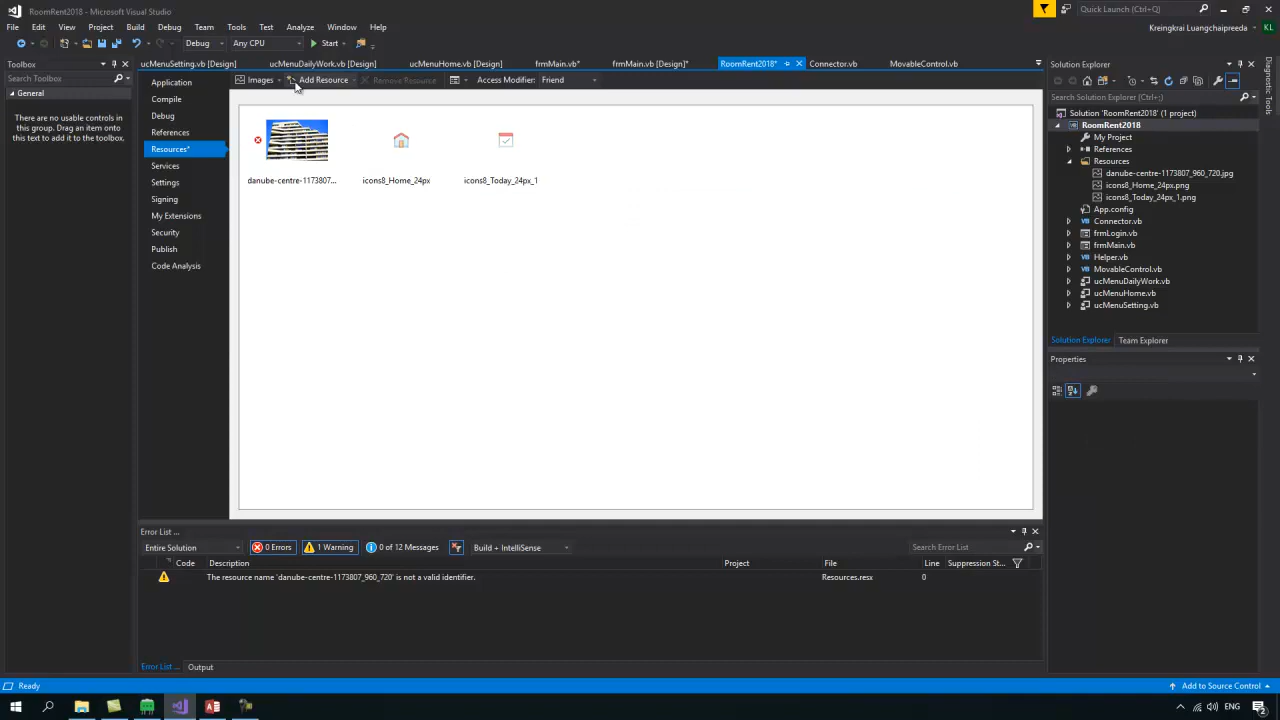 RoomRent2018 - Microsoft Visual Studio
Quick Launch (Ctrl+Q)
File Edit View Project Build Debug Team Tools Test Analyze Window Help
Kreingkrai Luangchaipreeda KL
Debug Any CPU Start
Toolbox
ucMenuSetting.vb [Design] ucMenuDailyWork.vb [Design] ucMenuHome.vb [Design] frmMain.vb* frmMain.vb [Design]* RoomRent2018* Connector.vb MovableControl.vb
Solution Explorer
Search Toolbox
General
There are no usable controls in
this group. Drag an item onto
this text to add it to the toolbox.
Application
Compile
Debug
References
Resources*
Services
Settings
Signing
My Extensions
Security
Publish
Code Analysis
Images Add Resource Remove Resource Access Modifier: Friend
danube-centre-1173807... icons8_Home_24px icons8_Today_24px_1
Search Solution Explorer (Ctrl+;)
Solution 'RoomRent2018' (1 project)
RoomRent2018
My Project
References
Resources
danube-centre-1173807_960_720.jpg
icons8_Home_24px.png
icons8_Today_24px_1.png
App.config
Connector.vb
frmLogin.vb
frmMain.vb
Helper.vb
MovableControl.vb
ucMenuDailyWork.vb
ucMenuHome.vb
ucMenuSetting.vb
Solution Explorer Team Explorer
Properties
Diagnostic Tools
Error List ...
Entire Solution 0 Errors 1 Warning 0 of 12 Messages Build + IntelliSense Search Error List
Code Description Project File Line Suppression St...
The resource name 'danube-centre-1173807_960_720' is not a valid identifier. Resources.resx 0
Error List ... Output
Ready
Add to Source Control
ENG